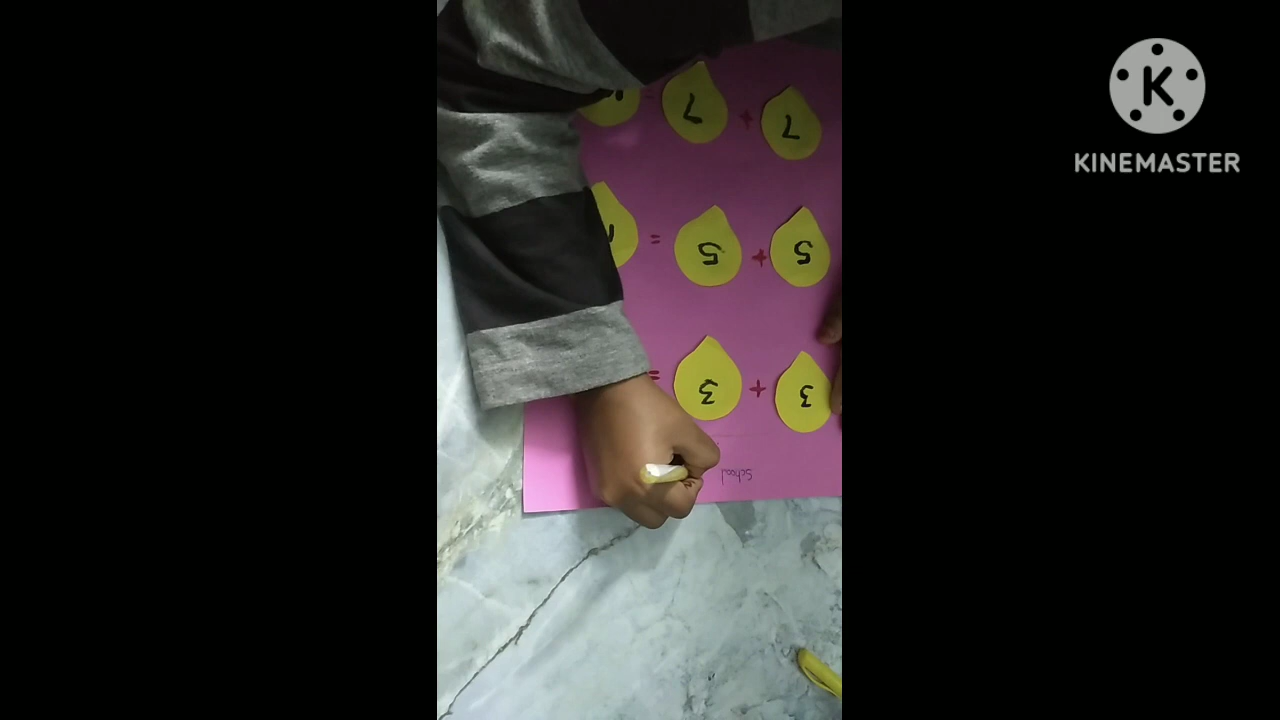 K
KINEMASTER
School
3 + 3 =
5 + 5 =
7 + 7 =